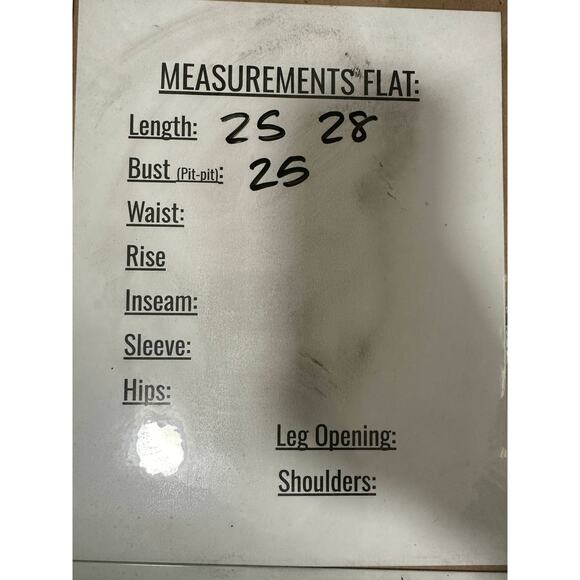 MEASUREMENTS FLAT:
Length: 25 28
Bust (Pit-pit): 25
Waist:
Rise
Inseam:
Sleeve:
Hips:
Leg Opening:
Shoulders: